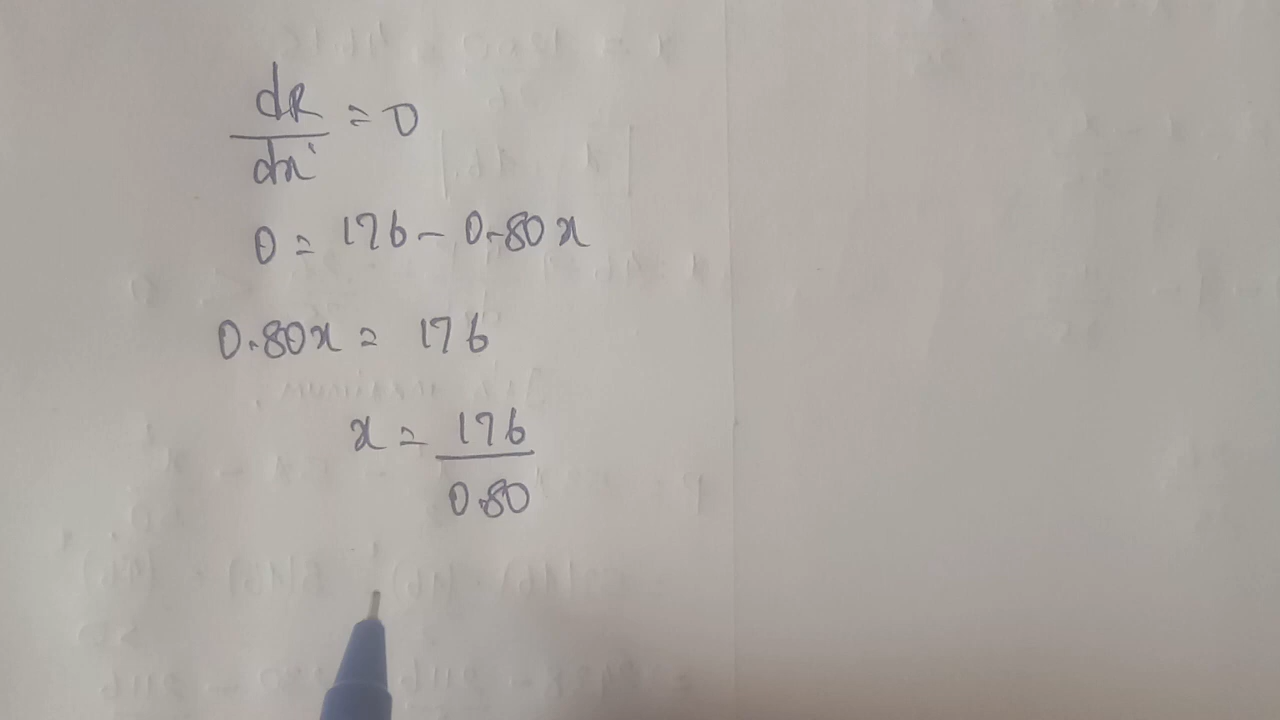 dR/dx = 0
0 = 176 - 0.80x
0.80x = 176
x = 176/0.80